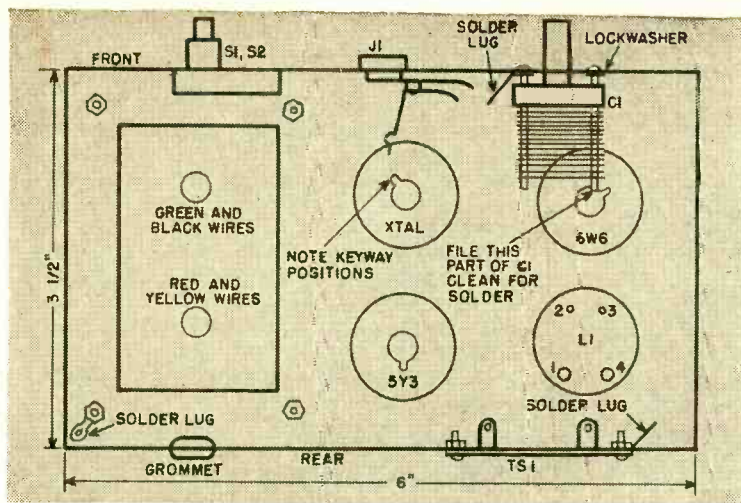 FRONT
S1, S2
J1
SOLDER
LUG
LOCKWASHER
C1
GREEN AND
BLACK WIRES
XTAL
6W6
NOTE KEYWAY
POSITIONS
FILE THIS
PART OF C1
CLEAN FOR
SOLDER
3 1/2"
RED AND
YELLOW WIRES
2
3
L1
1
4
5Y3
SOLDER LUG
SOLDER LUG
GROMMET
REAR
TS1
6"